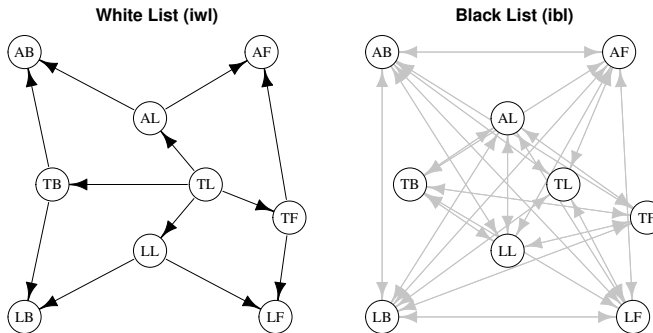 White List (iwl)
Black List (ibl)
AB
AF
AL
TB
TL
TF
LL
LB
LF
AB
AF
AL
TB
TL
TF
LL
LB
LF